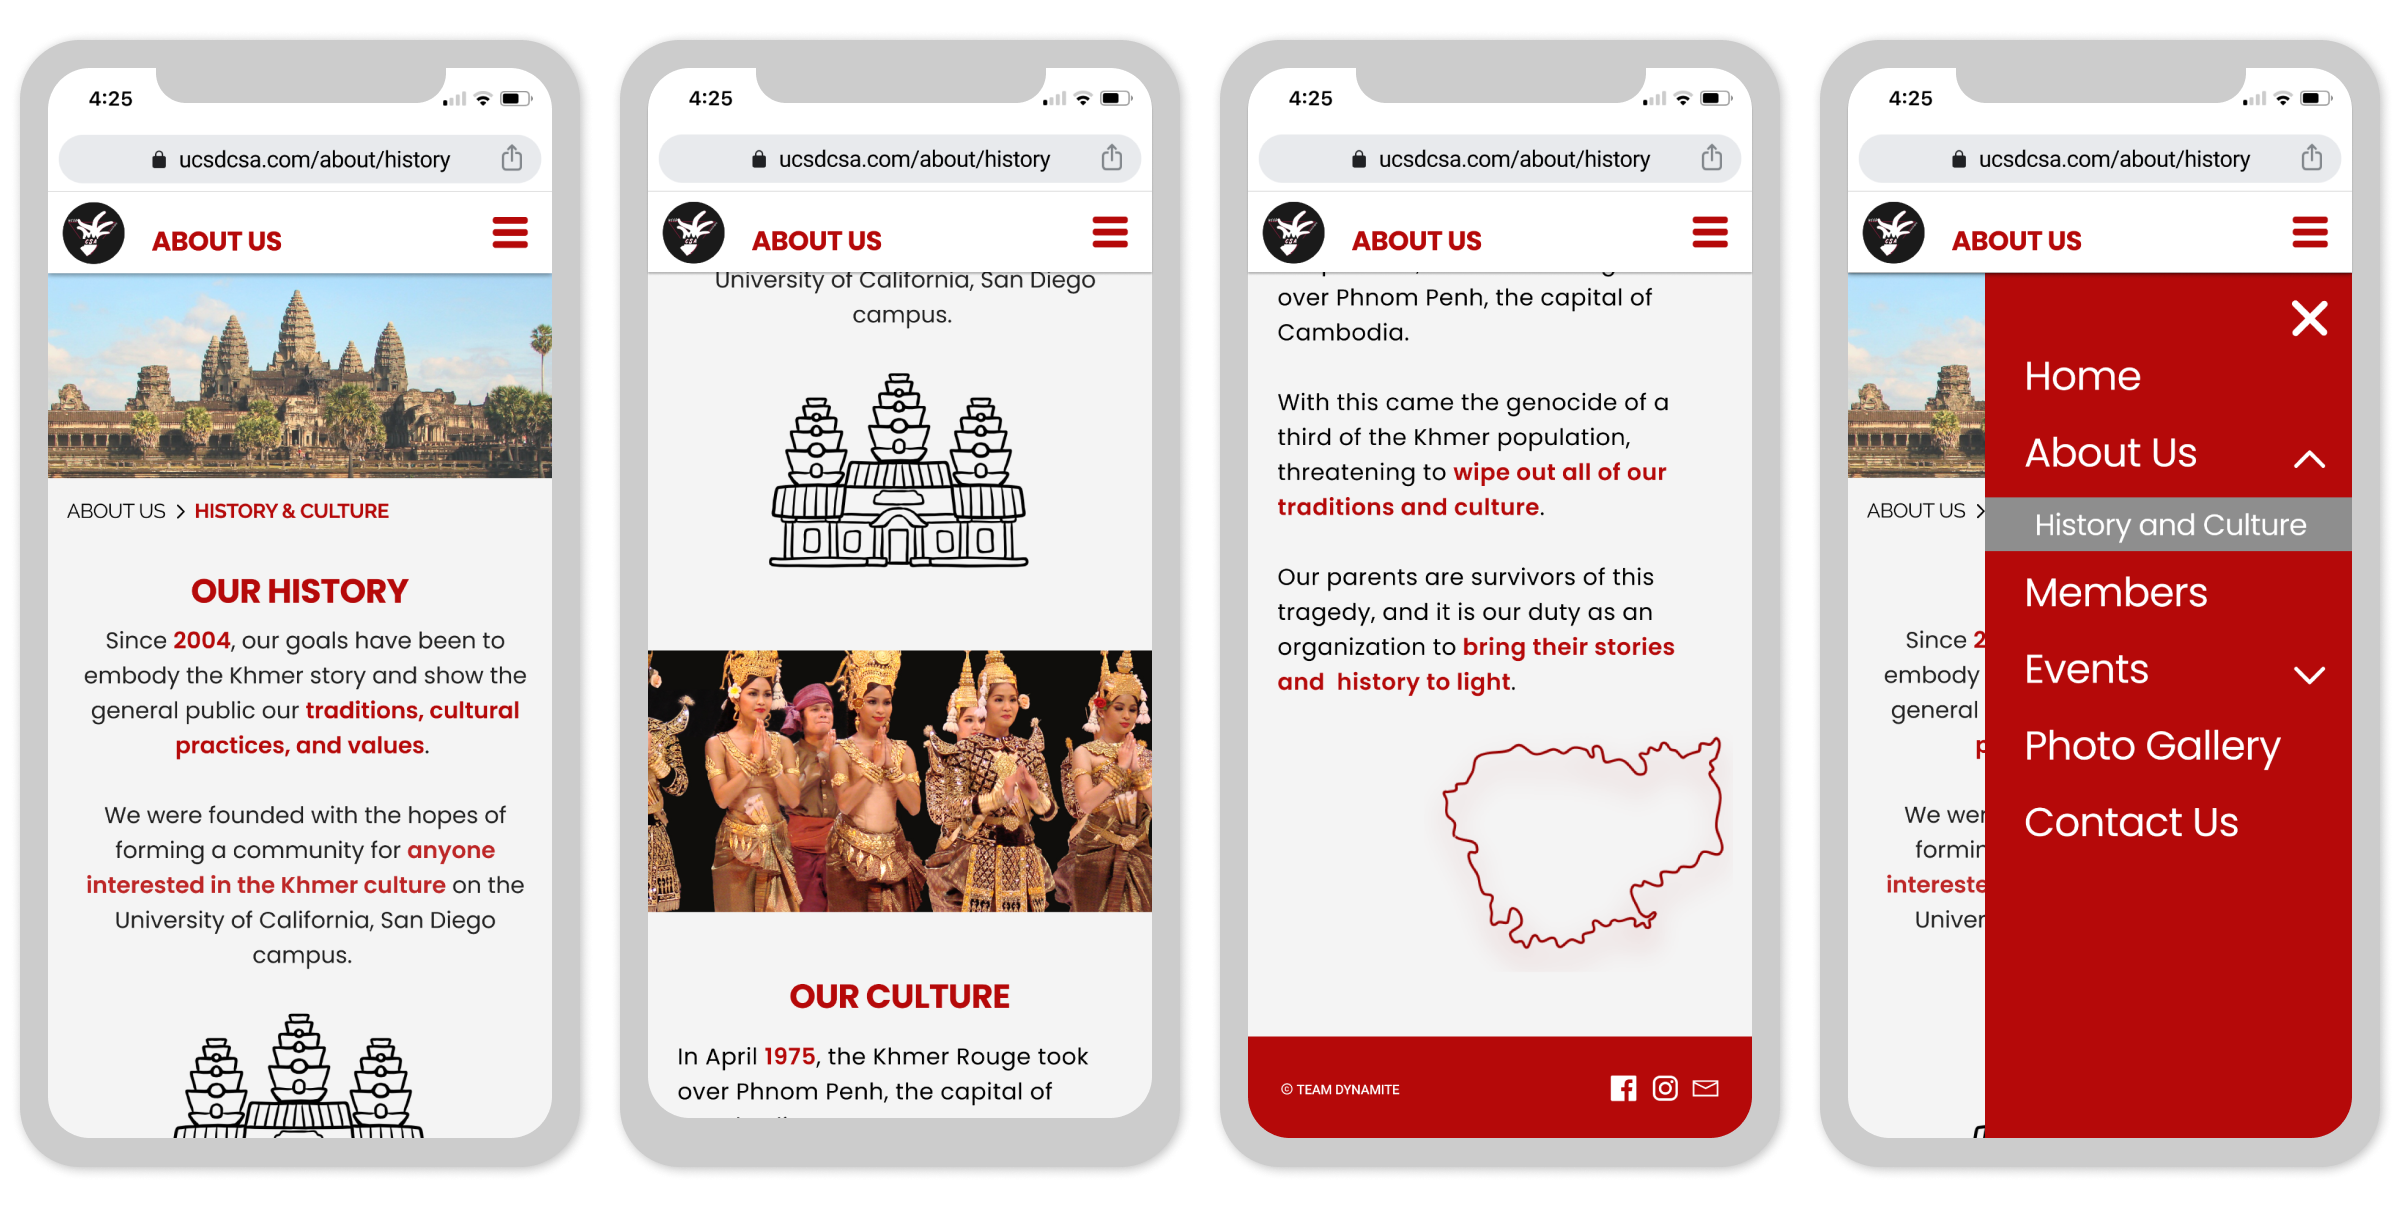 4:25
ucsdcsa.com/about/history
ABOUT US
ABOUT US > HISTORY & CULTURE
OUR HISTORY
Since 2004, our goals have been to
embody the Khmer story and show the
general public our traditions, cultural
practices, and values.
We were founded with the hopes of
forming a community for anyone
interested in the Khmer culture on the
University of California, San Diego
campus.
4:25
ucsdcsa.com/about/history
ABOUT US
University of California, San Diego
campus.
OUR CULTURE
In April 1975, the Khmer Rouge took
over Phnom Penh, the capital of
4:25
ucsdcsa.com/about/history
ABOUT US
over Phnom Penh, the capital of
Cambodia.
With this came the genocide of a
third of the Khmer population,
threatening to wipe out all of our
traditions and culture.
Our parents are survivors of this
tragedy, and it is our duty as an
organization to bring their stories
and history to light.
© TEAM DYNAMITE
4:25
ucsdcsa.com/about/history
ABOUT US
ABOUT US >
Since 2
embody
general
p
We wer
formin
intereste
Univer
Home
About Us
History and Culture
Members
Events
Photo Gallery
Contact Us